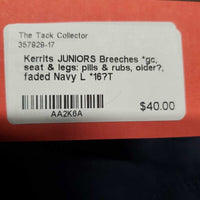 The Tack Collector
357929-17
Kerrits JUNIORS Breeches *gc,
seat & legs: pills & rubs, older?,
faded Navy L *16?T
AA2K6A
$40.00